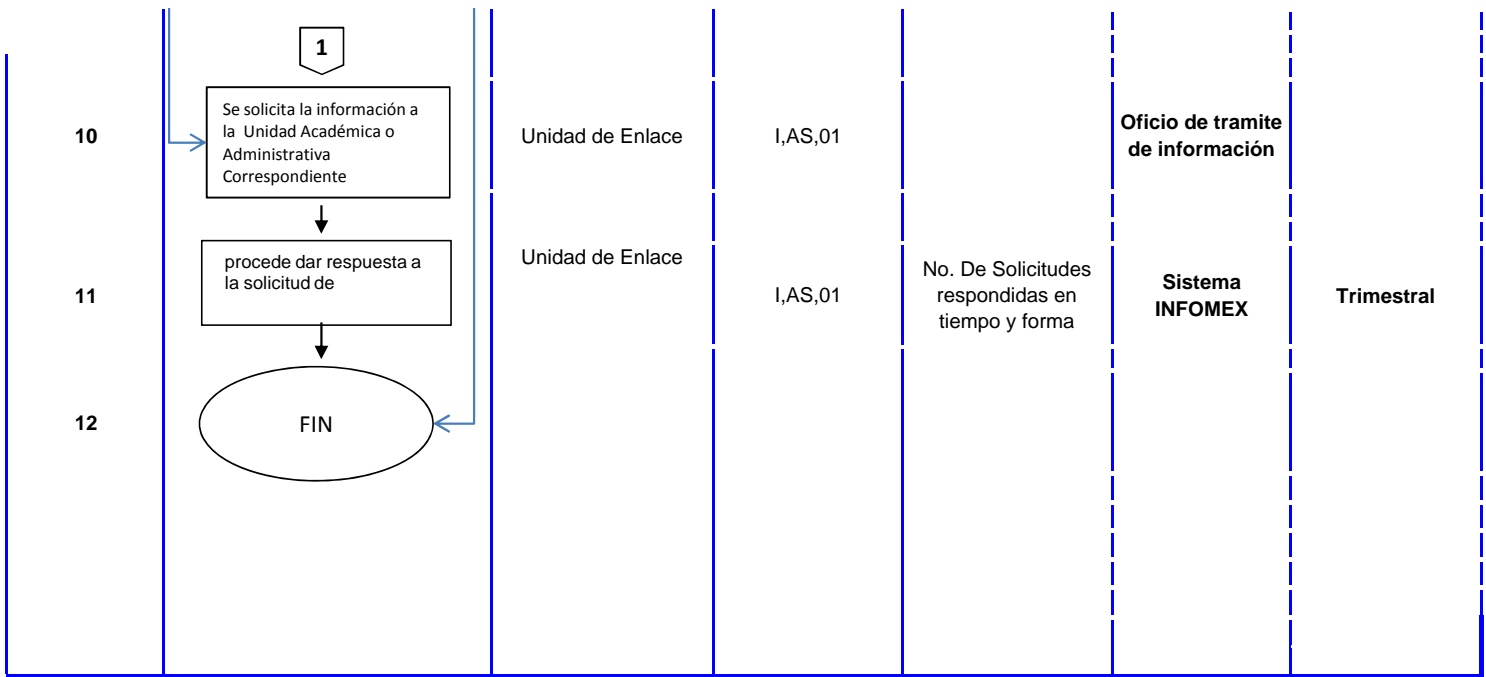 1
10
Se solicita la información a
la Unidad Académica o
Administrativa
Correspondiente
Unidad de Enlace
I,AS,01
Oficio de tramite
de información
11
procede dar respuesta a
la solicitud de
Unidad de Enlace
I,AS,01
No. De Solicitudes
respondidas en
tiempo y forma
Sistema
INFOMEX
Trimestral
12
FIN